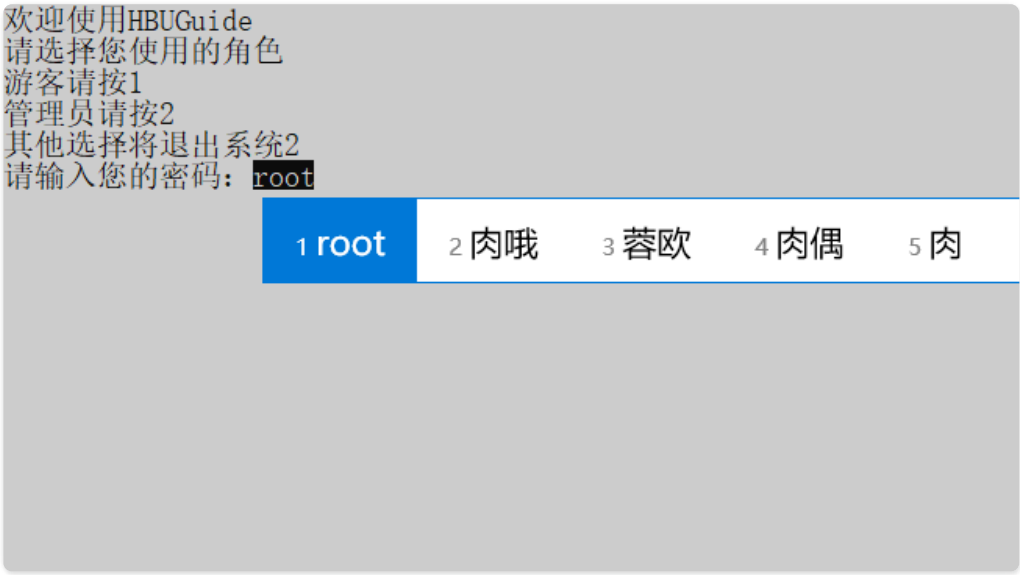 欢迎使用HBUGuide
请选择您使用的角色
游客请按1
管理员请按2
其他选择将退出系统2
请输入您的密码：root
1 root 2 肉哦 3 蓉欧 4 肉偶 5 肉